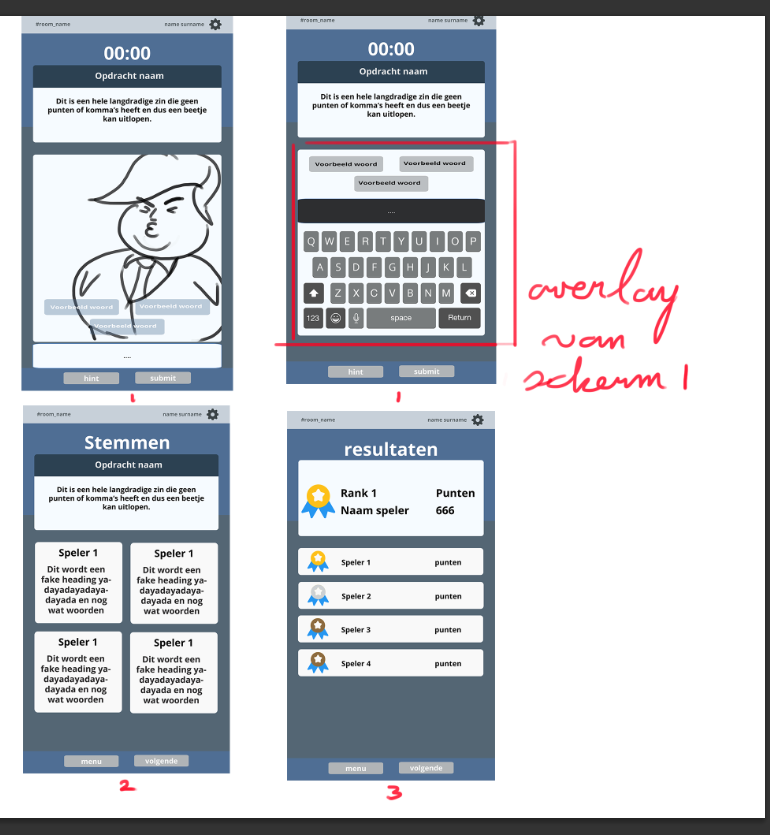 #room_name name surname
00:00
Opdracht naam
Dit is een hele langdradige zin die geen
punten of komma's heeft en dus een beetje
kan uitlopen.
Voorbeeld woord Voorbeeld woord
Voorbeeld woord
....
hint submit
1
#room_name name surname
00:00
Opdracht naam
Dit is een hele langdradige zin die geen
punten of komma's heeft en dus een beetje
kan uitlopen.
Voorbeeld woord Voorbeeld woord
Voorbeeld woord
....
Q W E R T Y U I O P
A S D F G H J K L
Z X C V B N M
123 space Return
hint submit
1
overlay
van
scherm 1
#room_name name surname
Stemmen
Opdracht naam
Dit is een hele langdradige zin die geen
punten of komma's heeft en dus een beetje
kan uitlopen.
Speler 1
Dit wordt een
fake heading ya-
dayadayadaya-
dayada en nog
wat woorden
Speler 1
Dit wordt een
fake heading ya-
dayadayadaya-
dayada en nog
wat woorden
Speler 1
Dit wordt een
fake heading ya-
dayadayadaya-
dayada en nog
wat woorden
Speler 1
Dit wordt een
fake heading ya-
dayadayadaya-
dayada en nog
wat woorden
menu volgende
2
#room_name name surname
resultaten
Rank 1 Punten
Naam speler 666
Speler 1 punten
Speler 2 punten
Speler 3 punten
Speler 4 punten
menu volgende
3